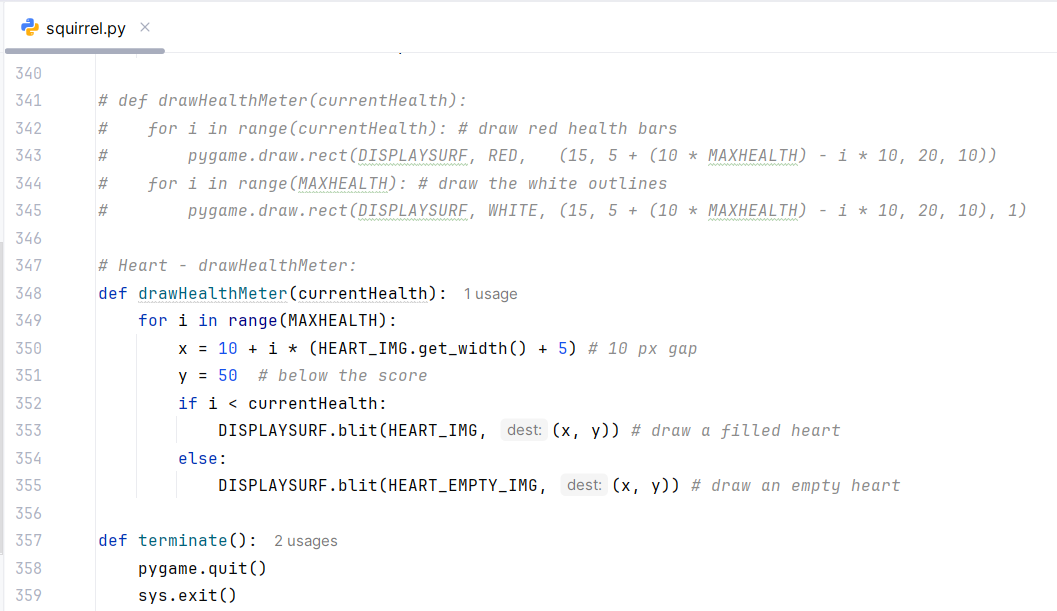 squirrel.py ×
340
341 # def drawHealthMeter(currentHealth):
342 #    for i in range(currentHealth): # draw red health bars
343 #        pygame.draw.rect(DISPLAYSURF, RED,   (15, 5 + (10 * MAXHEALTH) - i * 10, 20, 10))
344 #    for i in range(MAXHEALTH): # draw the white outlines
345 #        pygame.draw.rect(DISPLAYSURF, WHITE, (15, 5 + (10 * MAXHEALTH) - i * 10, 20, 10), 1)
346
347 # Heart - drawHealthMeter:
348 def drawHealthMeter(currentHealth): 1 usage
349     for i in range(MAXHEALTH):
350         x = 10 + i * (HEART_IMG.get_width() + 5) # 10 px gap
351         y = 50  # below the score
352         if i < currentHealth:
353             DISPLAYSURF.blit(HEART_IMG, dest: (x, y)) # draw a filled heart
354         else:
355             DISPLAYSURF.blit(HEART_EMPTY_IMG, dest: (x, y)) # draw an empty heart
356
357 def terminate(): 2 usages
358     pygame.quit()
359     sys.exit()